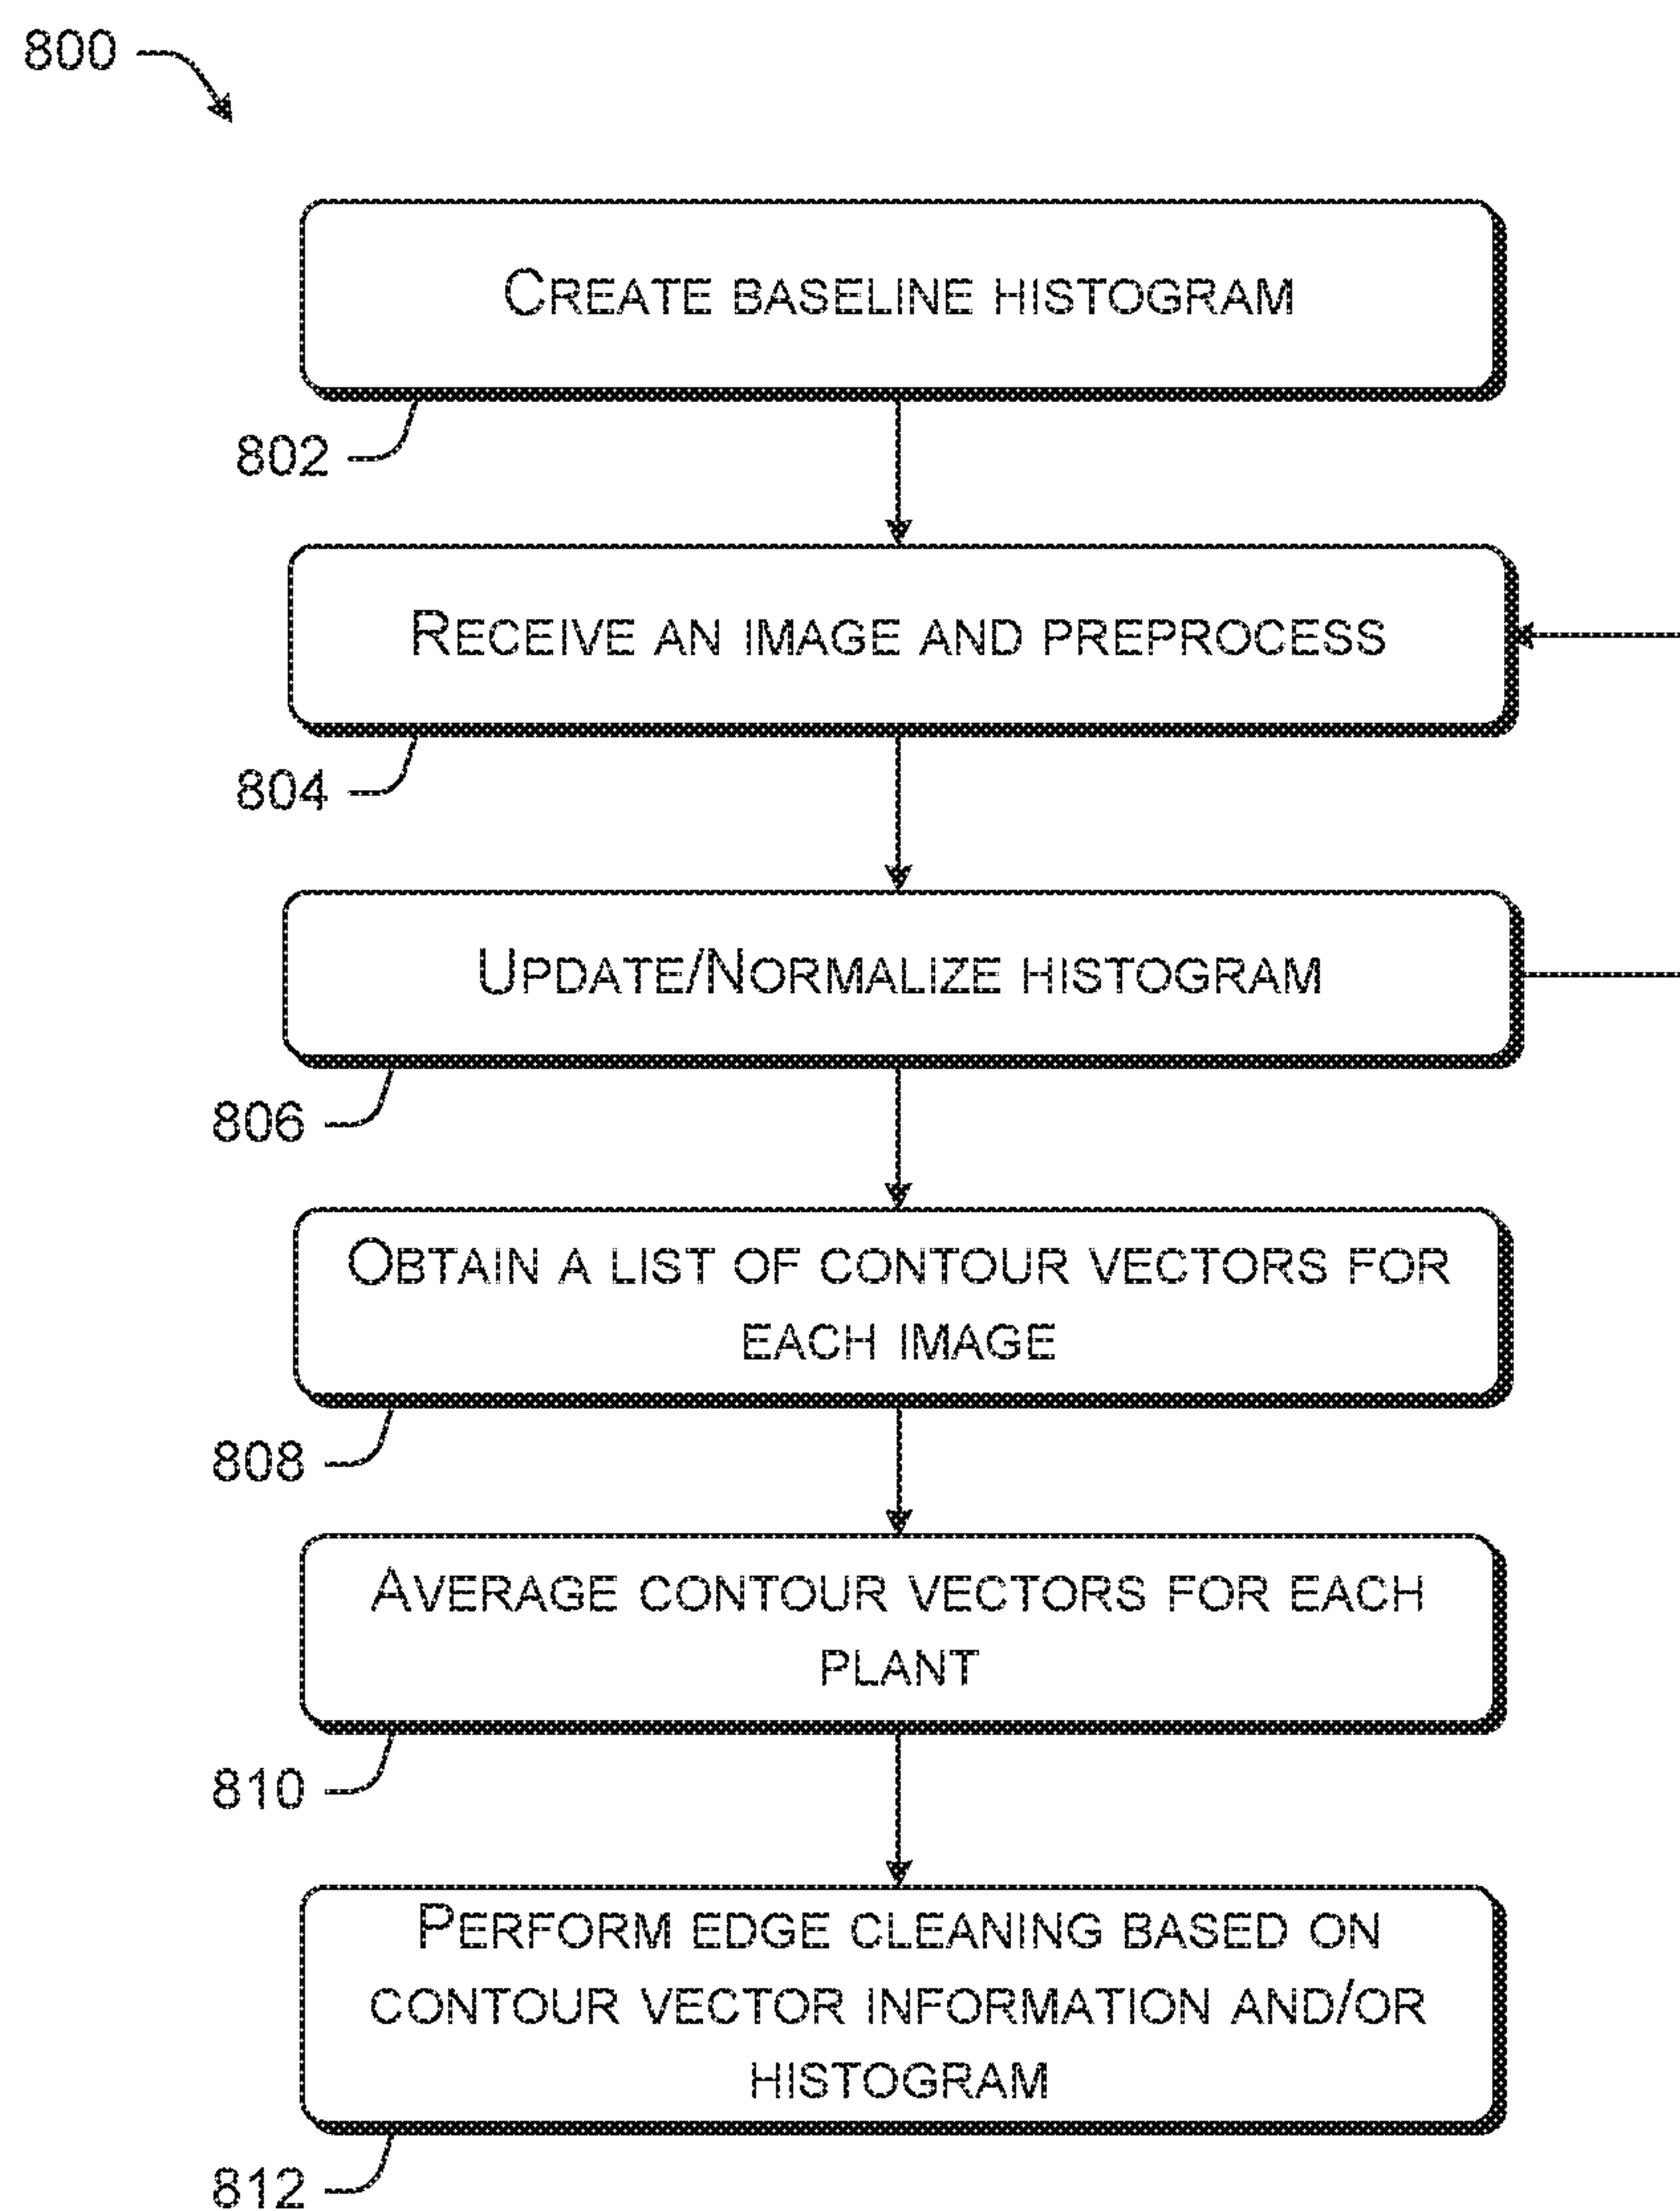 800
CREATE BASELINE HISTOGRAM
802
RECEIVE AN IMAGE AND PREPROCESS
804
UPDATE/NORMALIZE HISTOGRAM
806
OBTAIN A LIST OF CONTOUR VECTORS FOR
EACH IMAGE
808
AVERAGE CONTOUR VECTORS FOR EACH
PLANT
810
PERFORM EDGE CLEANING BASED ON
CONTOUR VECTOR INFORMATION AND/OR
HISTOGRAM
812